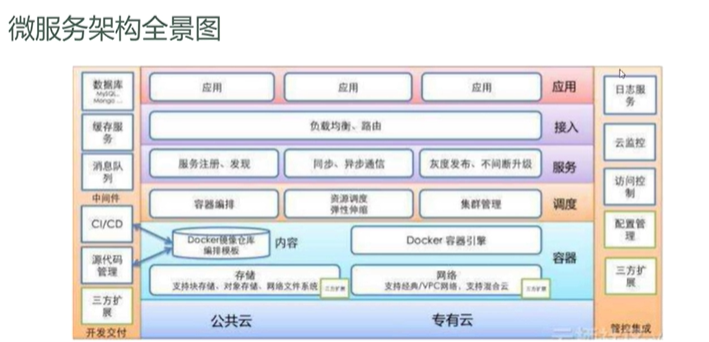 微服务架构全景图
数据库
MySQL,
Mongo ...
缓存服
务
消息队
列
中间件
CI/CD
源代码
管理
三方扩
展
开发交付
应用
应用
应用
应用
负载均衡、路由
接入
服务注册、发现
同步、异步通信
灰度发布、不间断升级
服务
容器编排
资源调度
弹性伸缩
集群管理
调度
Docker镜像仓库
编排模板
内容
Docker 容器引擎
容器
存储
支持块存储、对象存储、网络文件系统
三方扩展
网络
支持经典/VPC网络、支持混合云
三方扩展
公共云
专有云
日志服
务
云监控
访问控
制
配置管
理
三方扩
展
管控集成